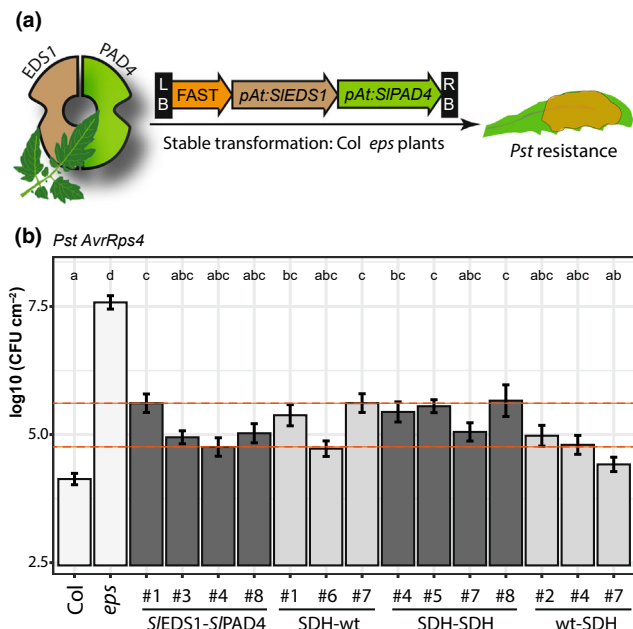 (a)
EDS1
PAD4
L
B
FAST
pAt:SlEDS1
pAt:SlPAD4
R
B
Stable transformation: Col eps plants
Pst resistance
(b)
Pst AvrRps4
a d c abc abc abc bc abc c bc c abc c abc abc ab
log10 (CFU cm⁻²)
7.5
5.0
2.5
Col eps #1 #3 #4 #8 #1 #6 #7 #4 #5 #7 #8 #2 #4 #7
SlEDS1-SlPAD4 SDH-wt SDH-SDH wt-SDH